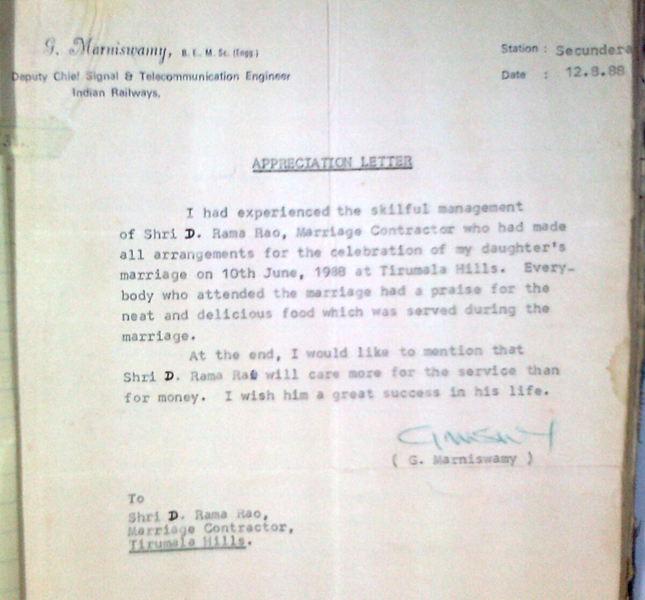 G. Marniswamy, B. E., M. Sc. (Engg)
Deputy Chief Signal & Telecommunication Engineer
Indian Railways.
Station : Secundera
Date : 12.8.88
APPRECIATION LETTER
I had experienced the skilful management
of Shri D. Rama Rao, Marriage Contractor who had made
all arrangements for the celebration of my daughter's
marriage on 10th June, 1988 at Tirumala Hills. Every-
body who attended the marriage had a praise for the
neat and delicious food which was served during the
marriage.
At the end, I would like to mention that
Shri D. Rama Rao will care more for the service than
for money. I wish him a great success in his life.
( G. Marniswamy )
To
Shri D. Rama Rao,
Marriage Contractor,
Tirumala Hills.